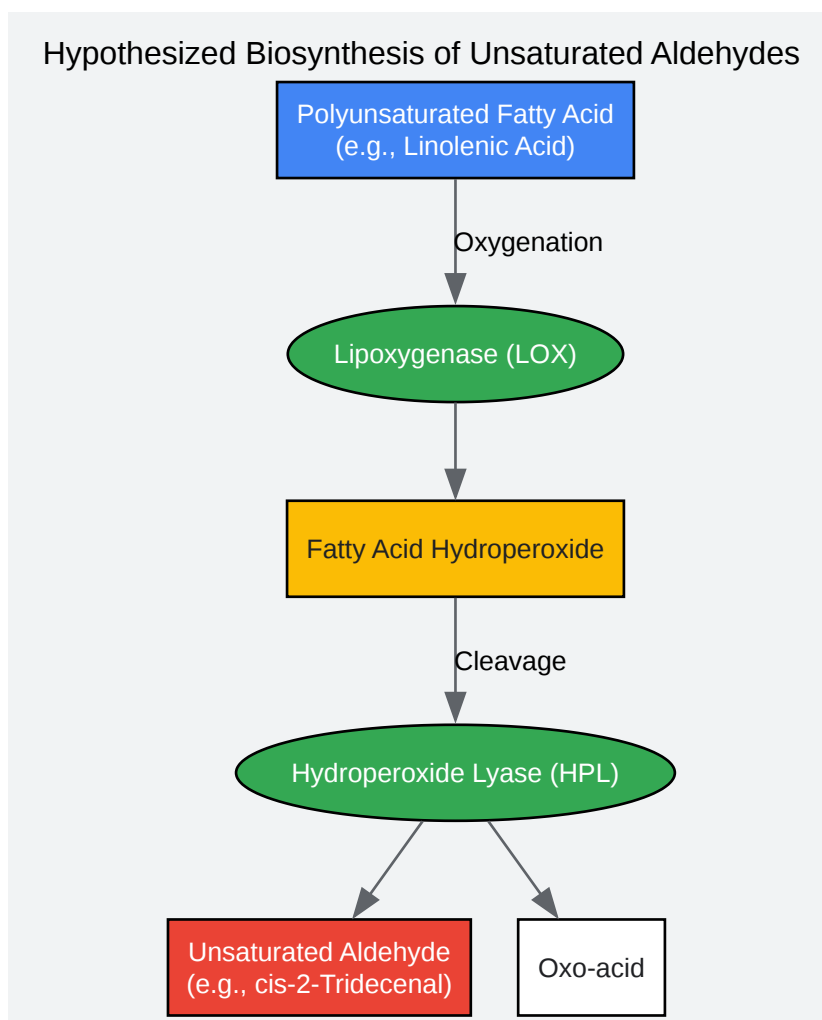 Hypothesized Biosynthesis of Unsaturated Aldehydes
Polyunsaturated Fatty Acid
(e.g., Linolenic Acid)
Oxygenation
Lipoxygenase (LOX)
Fatty Acid Hydroperoxide
Cleavage
Hydroperoxide Lyase (HPL)
Unsaturated Aldehyde
(e.g., cis-2-Tridecenal)
Oxo-acid